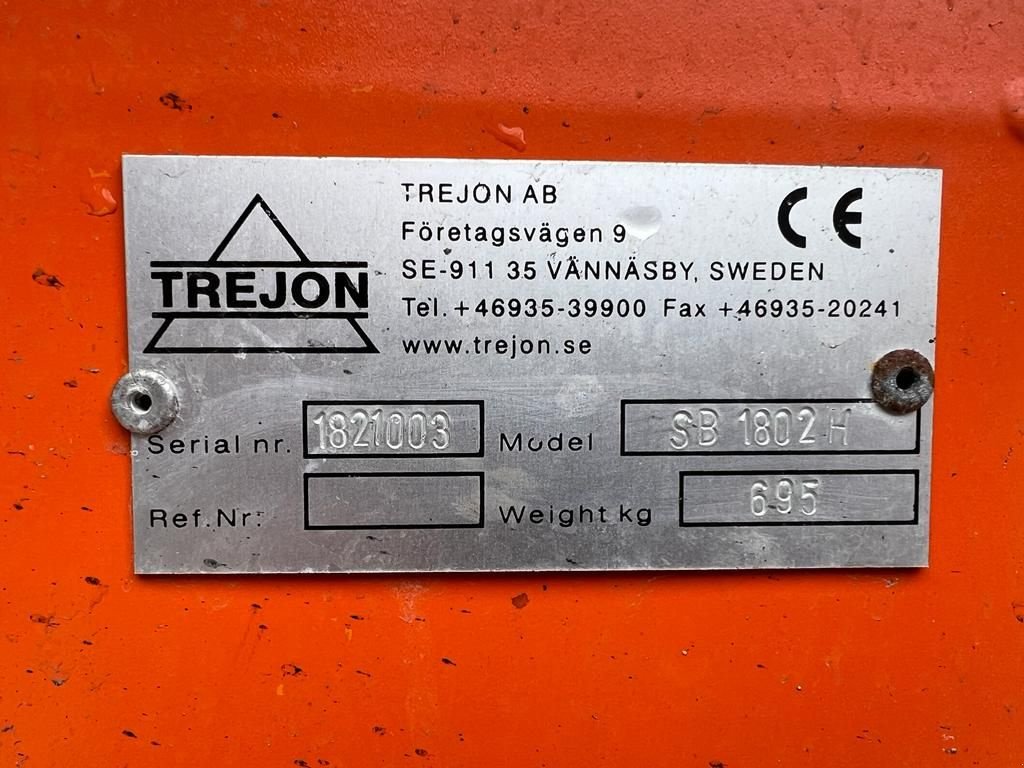 TREJON
TREJON AB
Företagsvägen 9
SE-911 35 VÄNNÄSBY, SWEDEN
Tel. +46935-39900 Fax +46935-20241
www.trejon.se
CE
Serial nr. 1821003 Model SB 1802 H
Ref.Nr: Weight kg 695